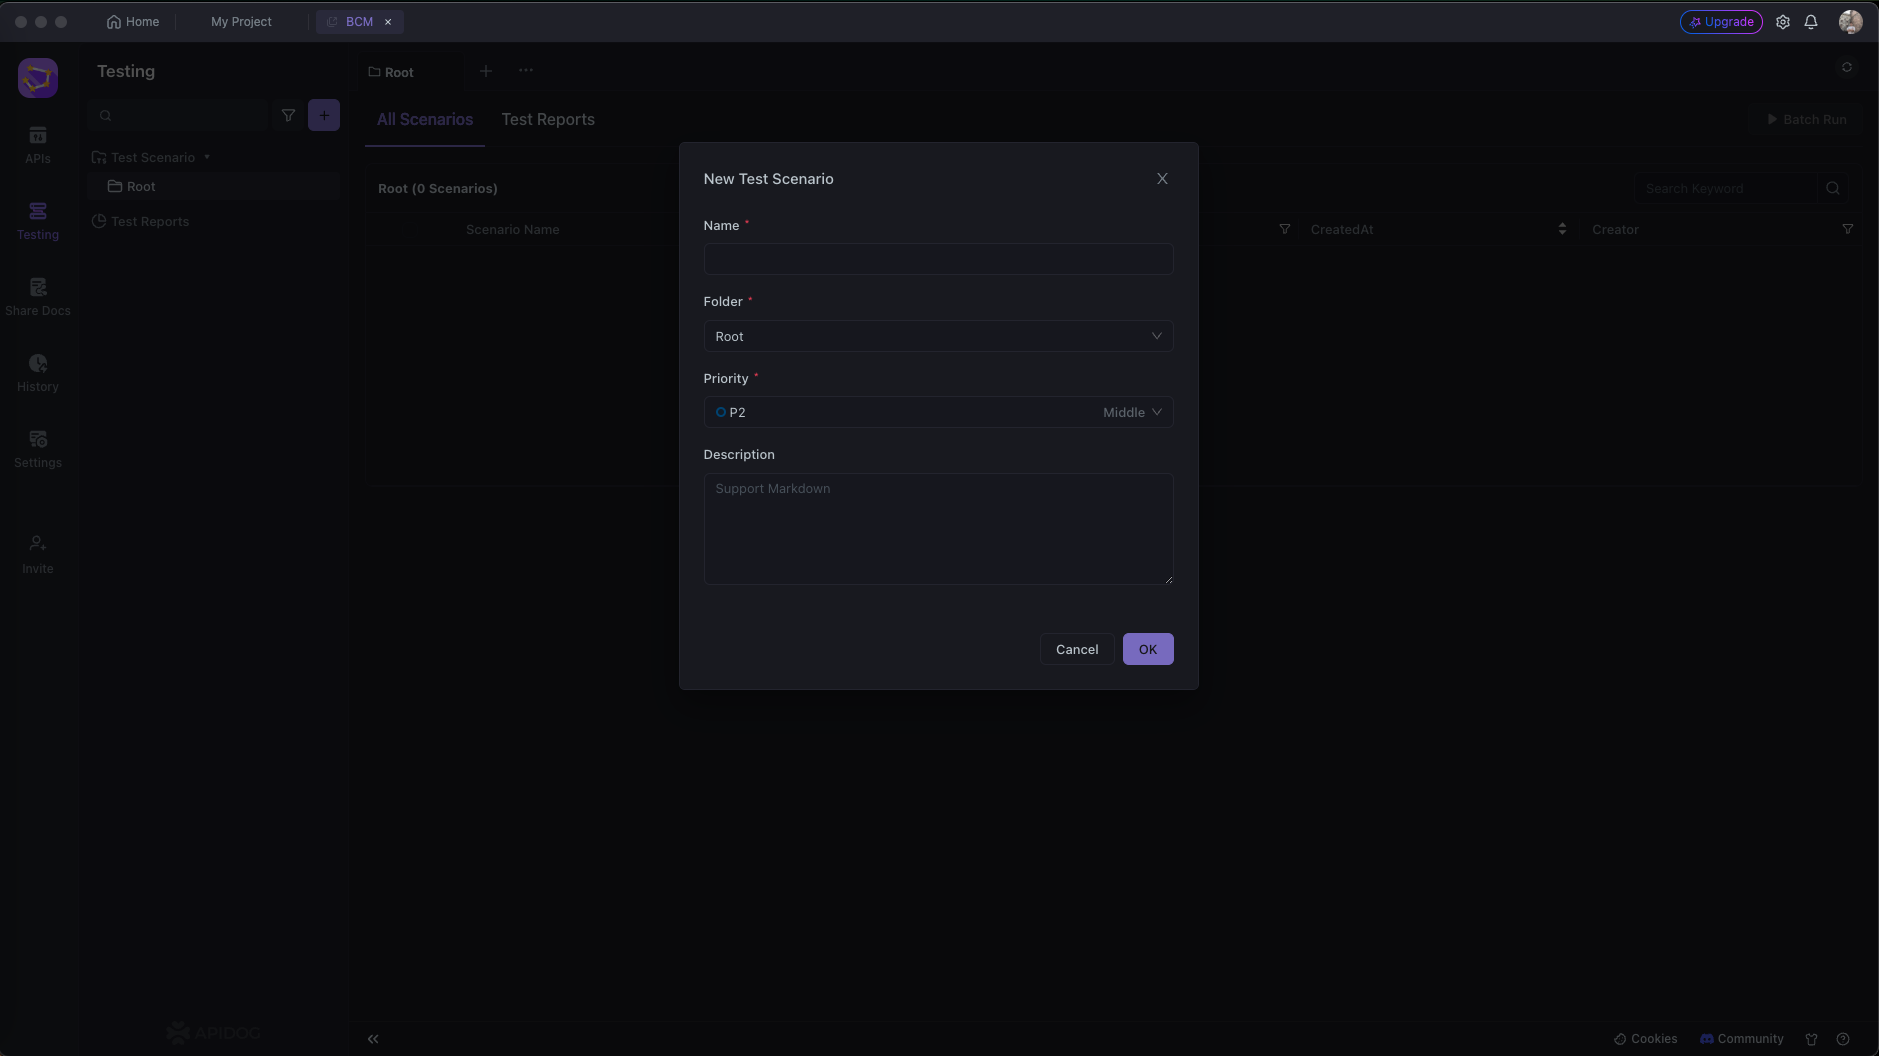 Home
My Project
BCM
Upgrade
Testing
Root
All Scenarios
Test Reports
Batch Run
APIs
Test Scenario
Root
Test Reports
Testing
Share Docs
History
Settings
Invite
Root (0 Scenarios)
Search Keyword
Scenario Name
CreatedAt
Creator
New Test Scenario
Name *
Folder *
Root
Priority *
P2
Middle
Description
Support Markdown
Cancel
OK
APIDOG
Cookies
Community